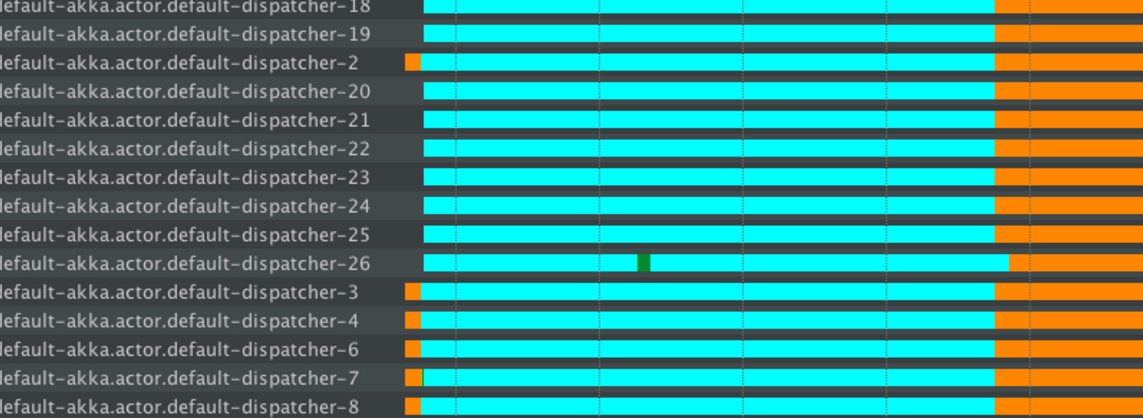 default-akka.actor.default-dispatcher-18
default-akka.actor.default-dispatcher-19
default-akka.actor.default-dispatcher-2
default-akka.actor.default-dispatcher-20
default-akka.actor.default-dispatcher-21
default-akka.actor.default-dispatcher-22
default-akka.actor.default-dispatcher-23
default-akka.actor.default-dispatcher-24
default-akka.actor.default-dispatcher-25
default-akka.actor.default-dispatcher-26
default-akka.actor.default-dispatcher-3
default-akka.actor.default-dispatcher-4
default-akka.actor.default-dispatcher-6
default-akka.actor.default-dispatcher-7
default-akka.actor.default-dispatcher-8